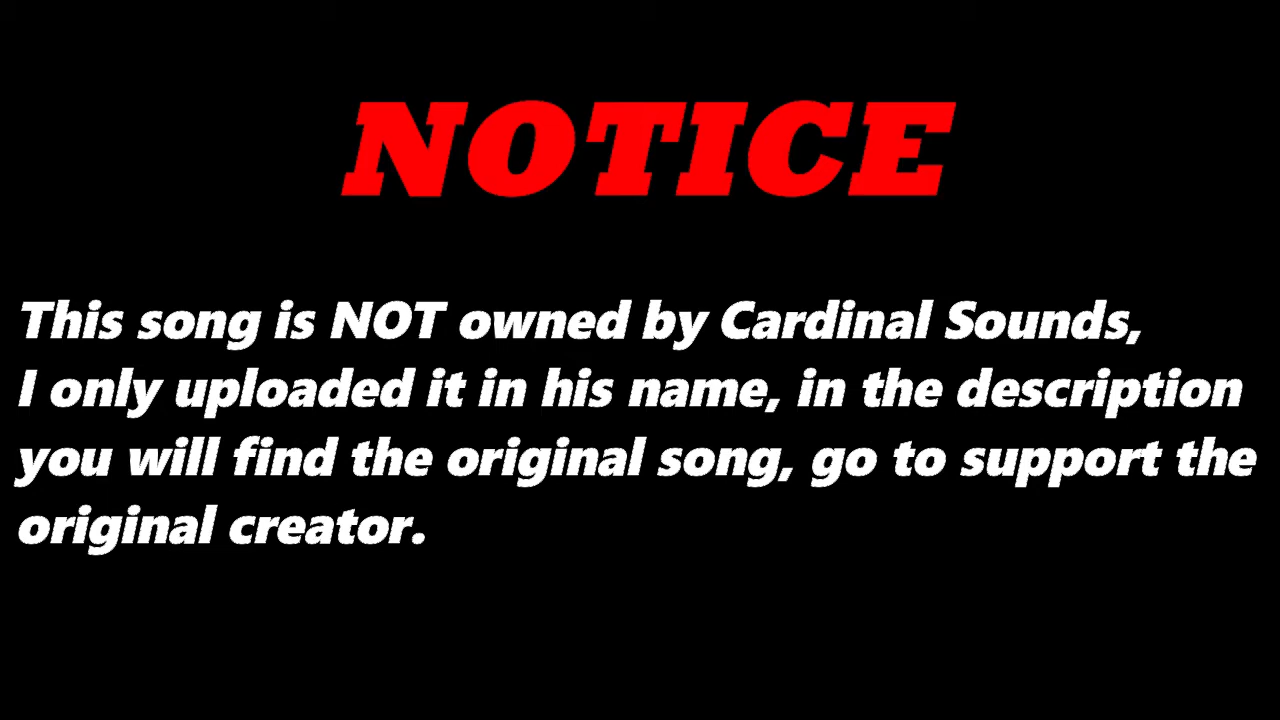 NOTICE
This song is NOT owned by Cardinal Sounds,
I only uploaded it in his name, in the description
you will find the original song, go to support the
original creator.